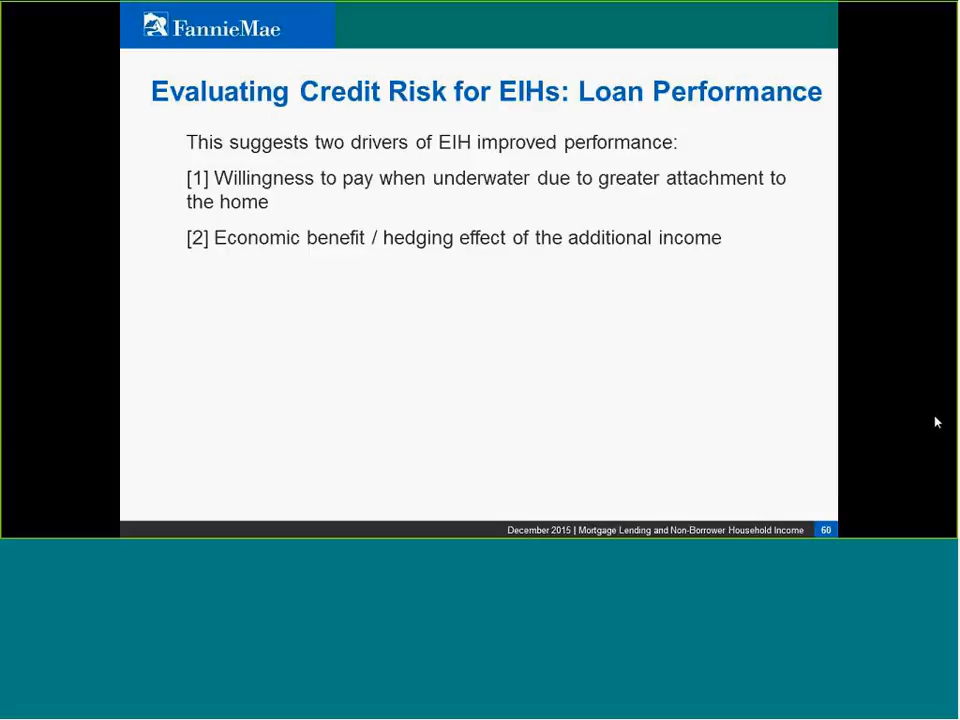 FannieMae
Evaluating Credit Risk for EIHs: Loan Performance
This suggests two drivers of EIH improved performance:
[1] Willingness to pay when underwater due to greater attachment to
the home
[2] Economic benefit / hedging effect of the additional income
December 2015 | Mortgage Lending and Non-Borrower Household Income 60